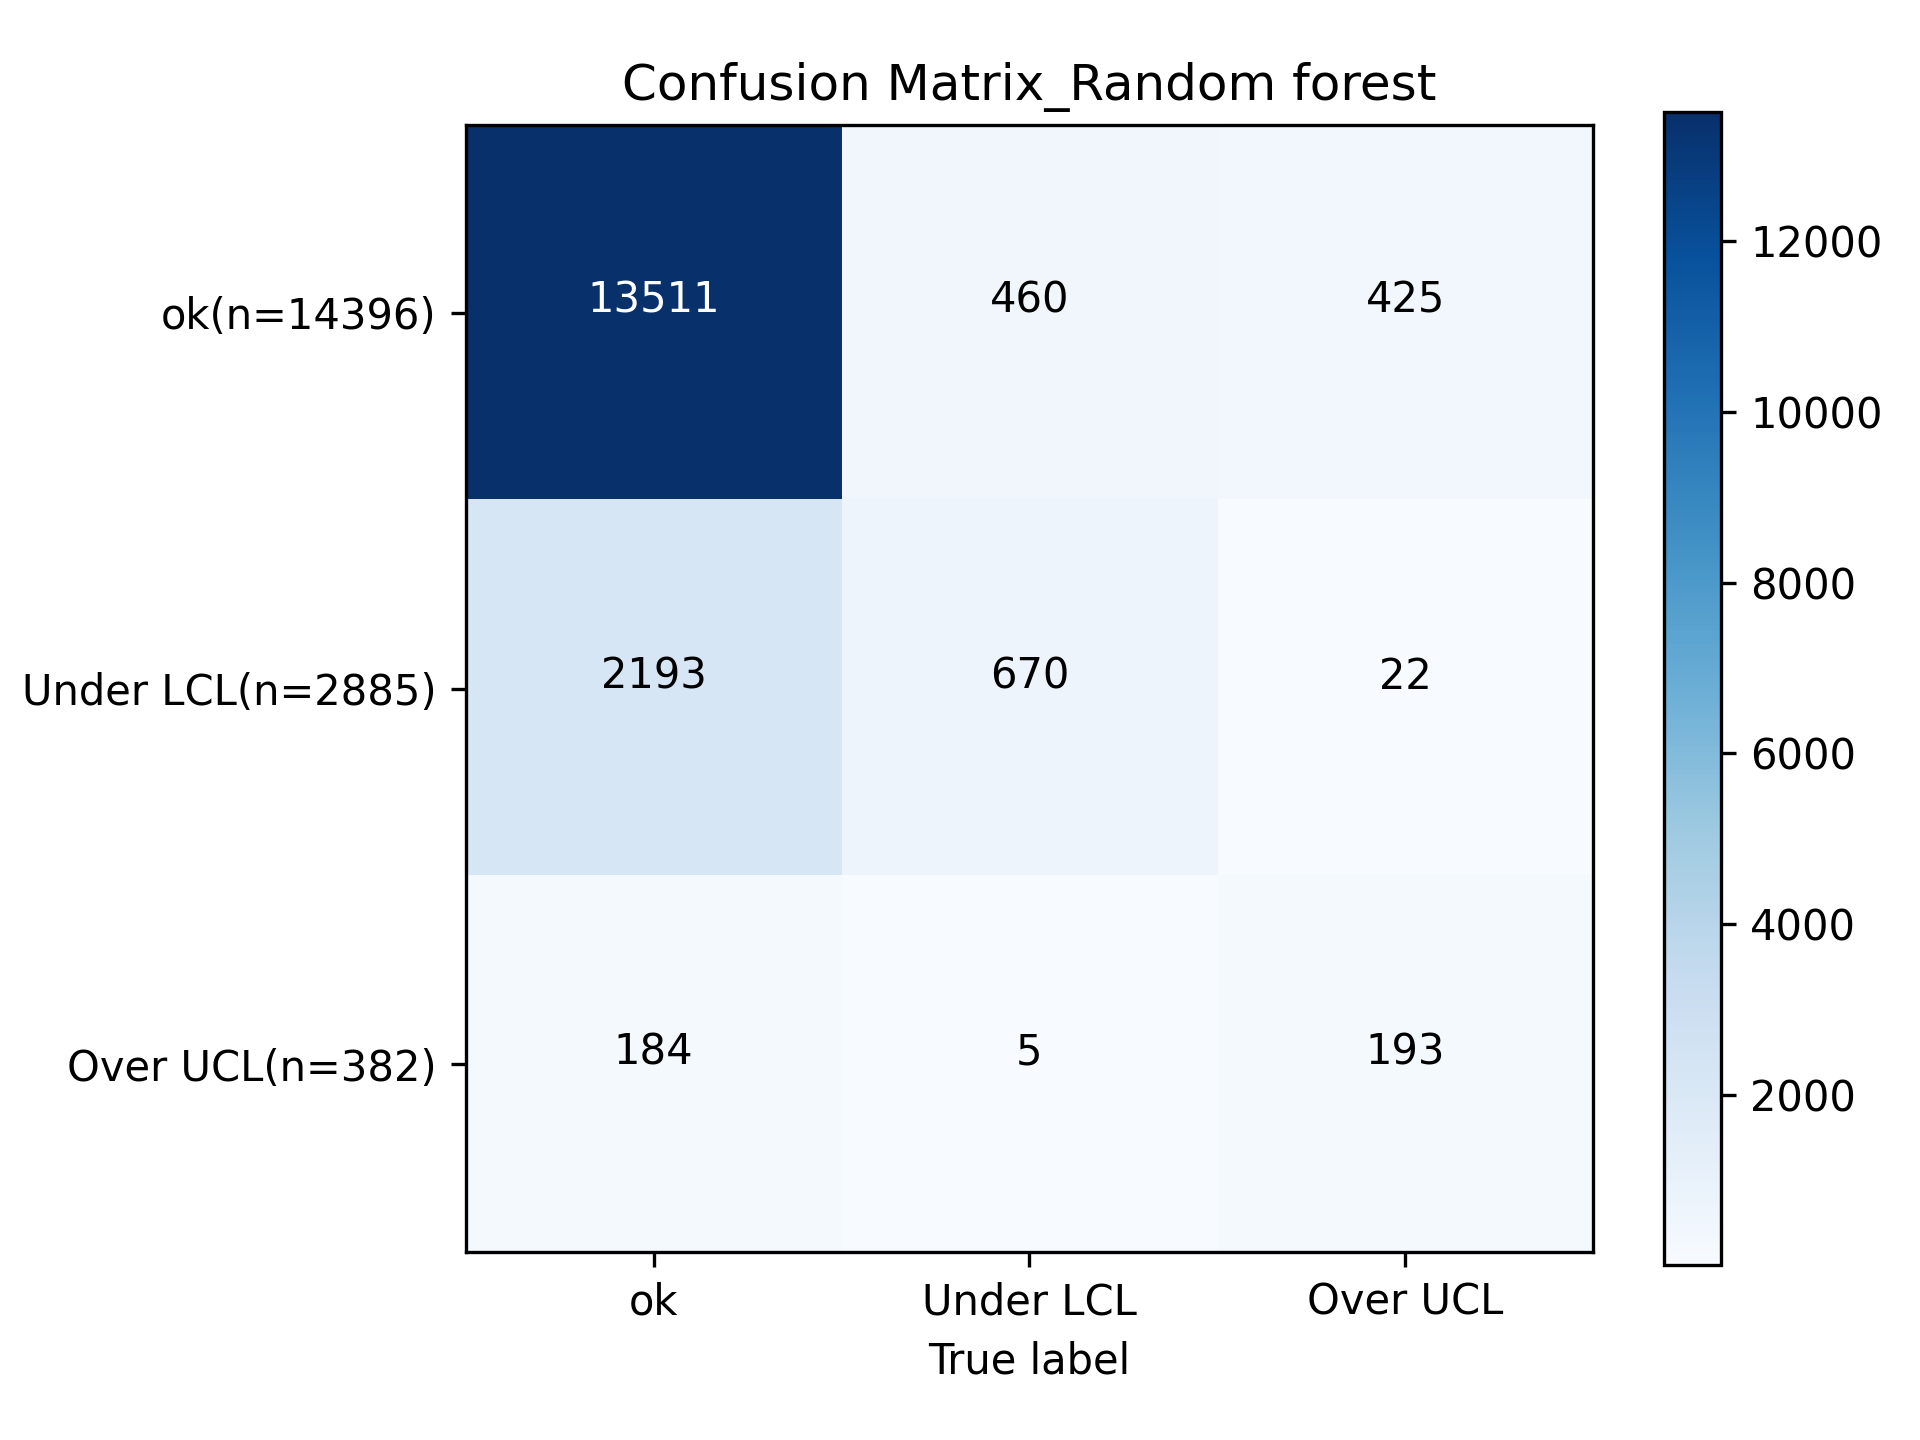 Confusion Matrix_Random forest
ok(n=14396)
13511 460 425
Under LCL(n=2885)
2193 670 22
Over UCL(n=382)
184 5 193
ok Under LCL Over UCL
True label
12000
10000
8000
6000
4000
2000